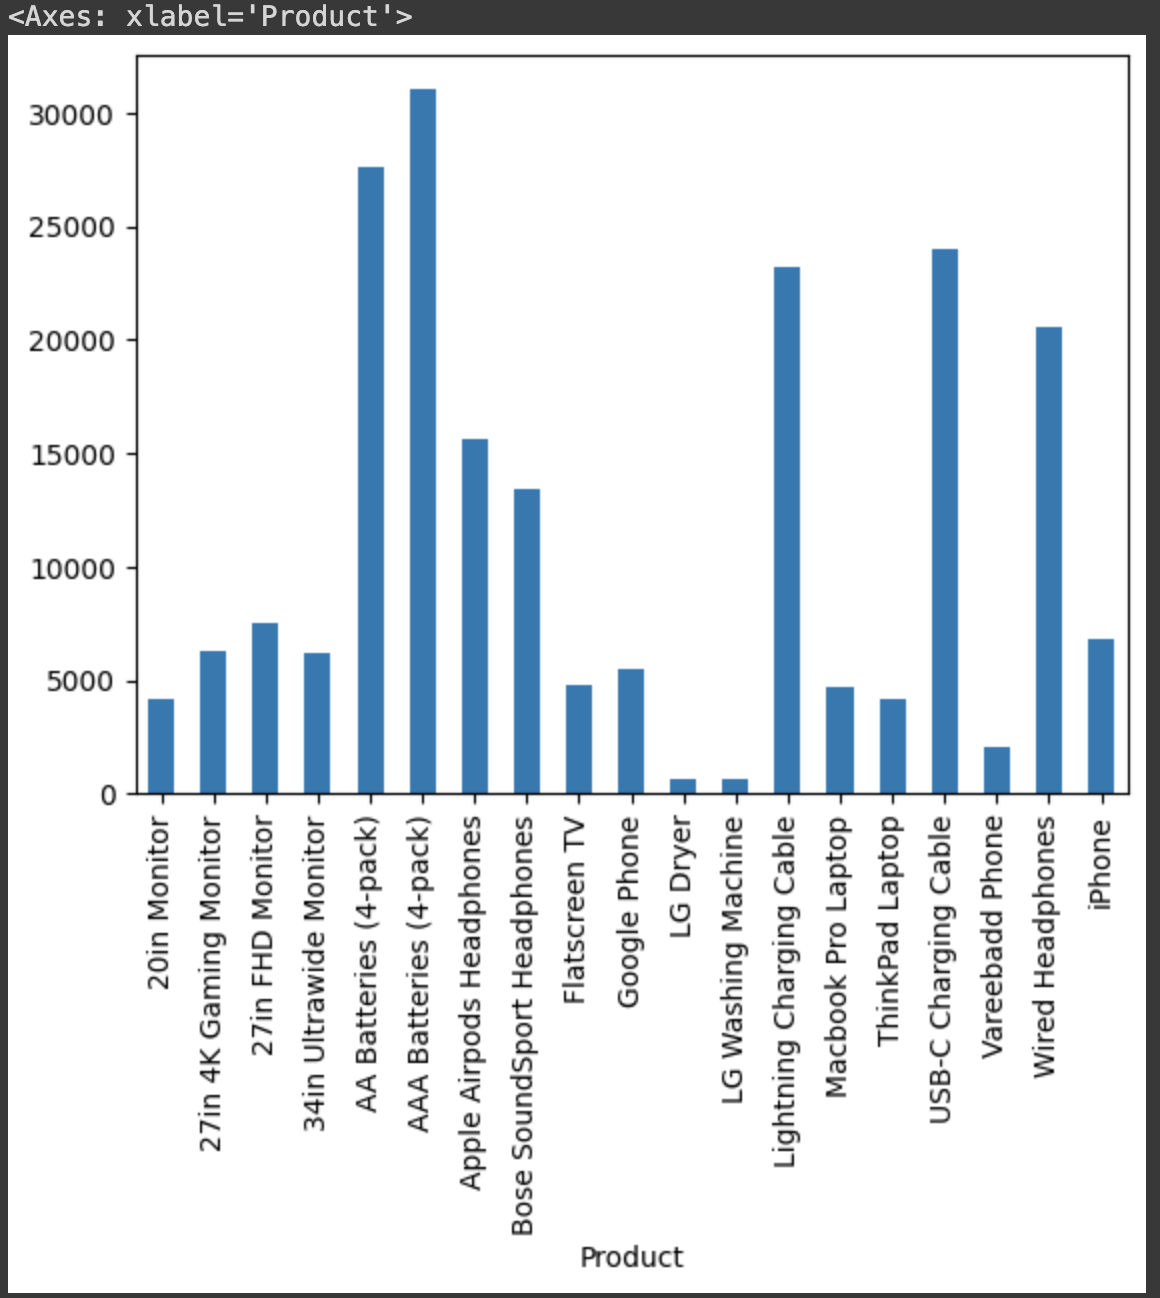 <Axes: xlabel='Product'>
30000
25000
20000
15000
10000
5000
0
20in Monitor
27in 4K Gaming Monitor
27in FHD Monitor
34in Ultrawide Monitor
AA Batteries (4-pack)
AAA Batteries (4-pack)
Apple Airpods Headphones
Bose SoundSport Headphones
Flatscreen TV
Google Phone
LG Dryer
LG Washing Machine
Lightning Charging Cable
Macbook Pro Laptop
ThinkPad Laptop
USB-C Charging Cable
Vareebadd Phone
Wired Headphones
iPhone
Product